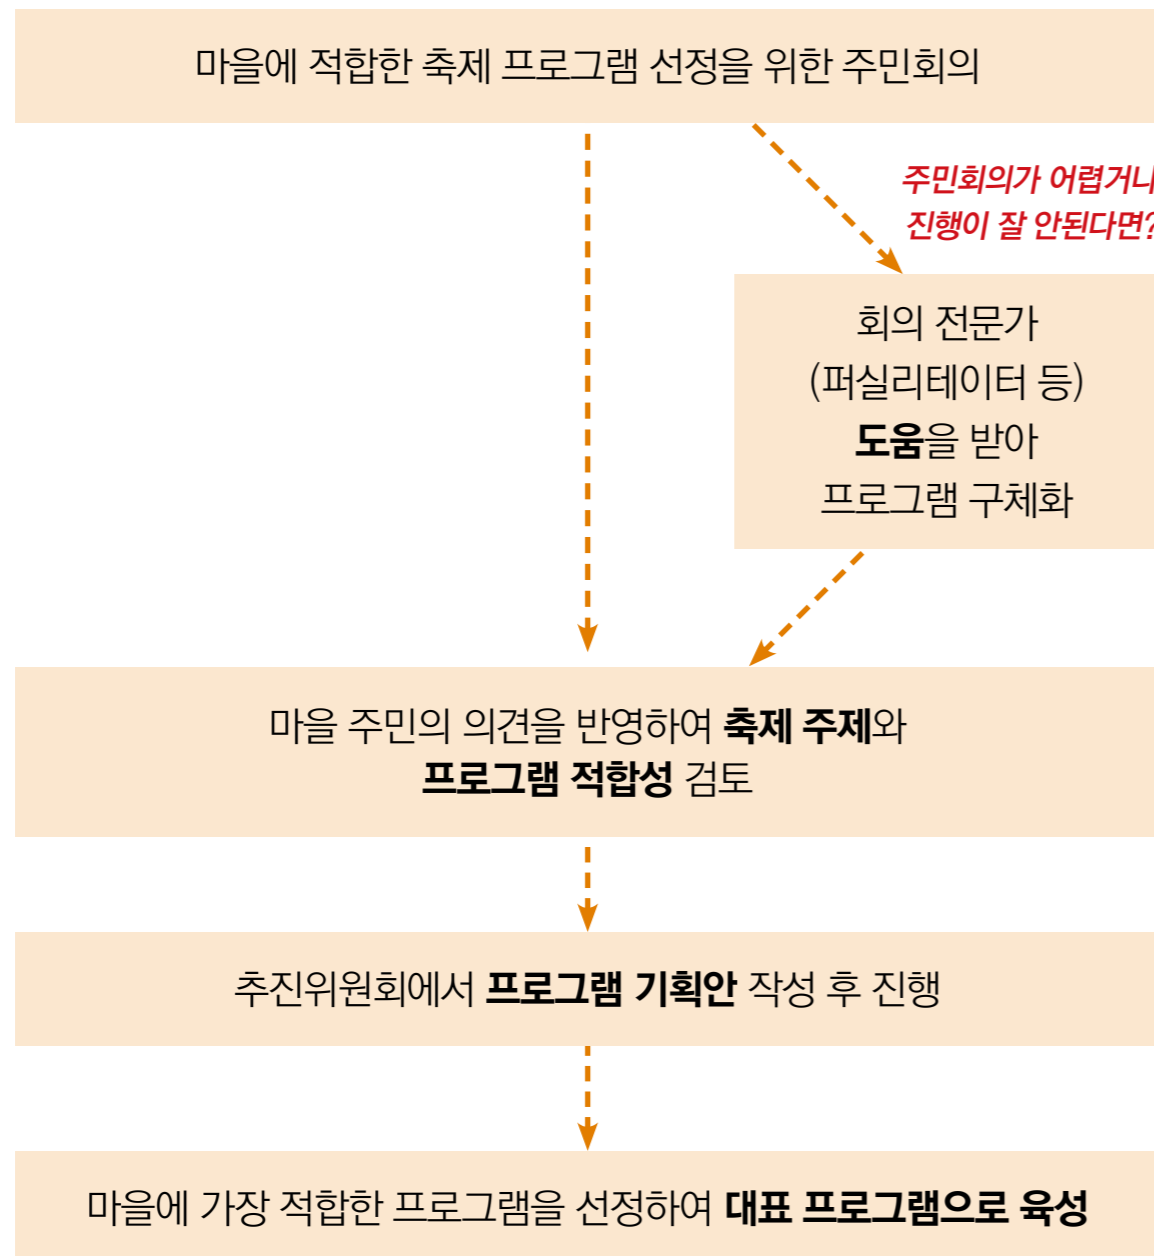 마을에 적합한 축제 프로그램 선정을 위한 주민회의
주민회의가 어렵거나
진행이 잘 안된다면?
회의 전문가
(퍼실리테이터 등)
도움을 받아
프로그램 구체화
마을 주민의 의견을 반영하여 축제 주제와
프로그램 적합성 검토
추진위원회에서 프로그램 기획안 작성 후 진행
마을에 가장 적합한 프로그램을 선정하여 대표 프로그램으로 육성